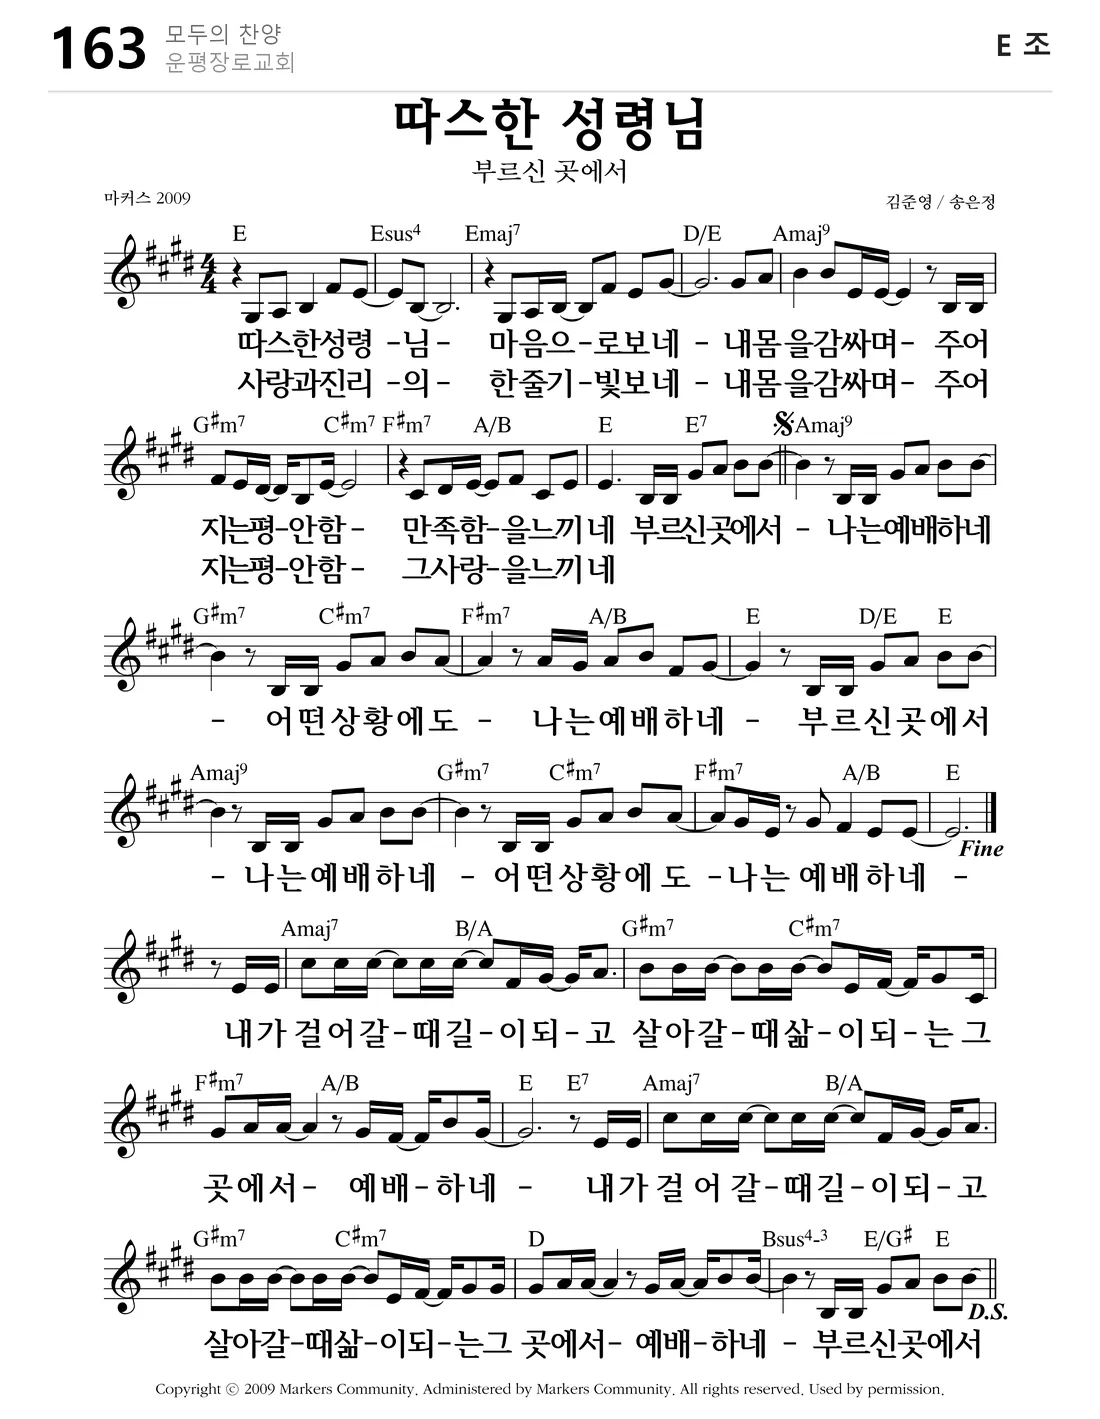 163 모두의 찬양
운평장로교회
E 조
따스한 성령님
부르신 곳에서
마커스 2009
김준영 / 송은정
E Esus4 Emaj7 D/E Amaj9
따스한성령 -님- 마음으-로보네 - 내몸을감싸며- 주어
사랑과진리 -의- 한줄기-빛보네 - 내몸을감싸며- 주어
G#m7 C#m7 F#m7 A/B E E7 Amaj9
지는평-안함- 만족함-을느끼네 부르신곳에서 - 나는예배하네
지는평-안함- 그사랑-을느끼네
G#m7 C#m7 F#m7 A/B E D/E E
- 어떤상황에도 - 나는예배하네 - 부르신곳에서
Amaj9 G#m7 C#m7 F#m7 A/B E
Fine
- 나는예배하네 - 어떤상황에도 -나는 예배하네 -
Amaj7 B/A G#m7 C#m7
내가 걸어갈-때길-이되-고 살아갈-때삶-이되-는그
F#m7 A/B E E7 Amaj7 B/A
곳에서- 예배-하네 - 내가 걸어갈-때길-이되-고
G#m7 C#m7 D Bsus4-3 E/G# E
D.S.
살아갈-때삶-이되-는그 곳에서- 예배-하네 - 부르신곳에서
Copyright ⓒ 2009 Markers Community. Administered by Markers Community. All rights reserved. Used by permission.